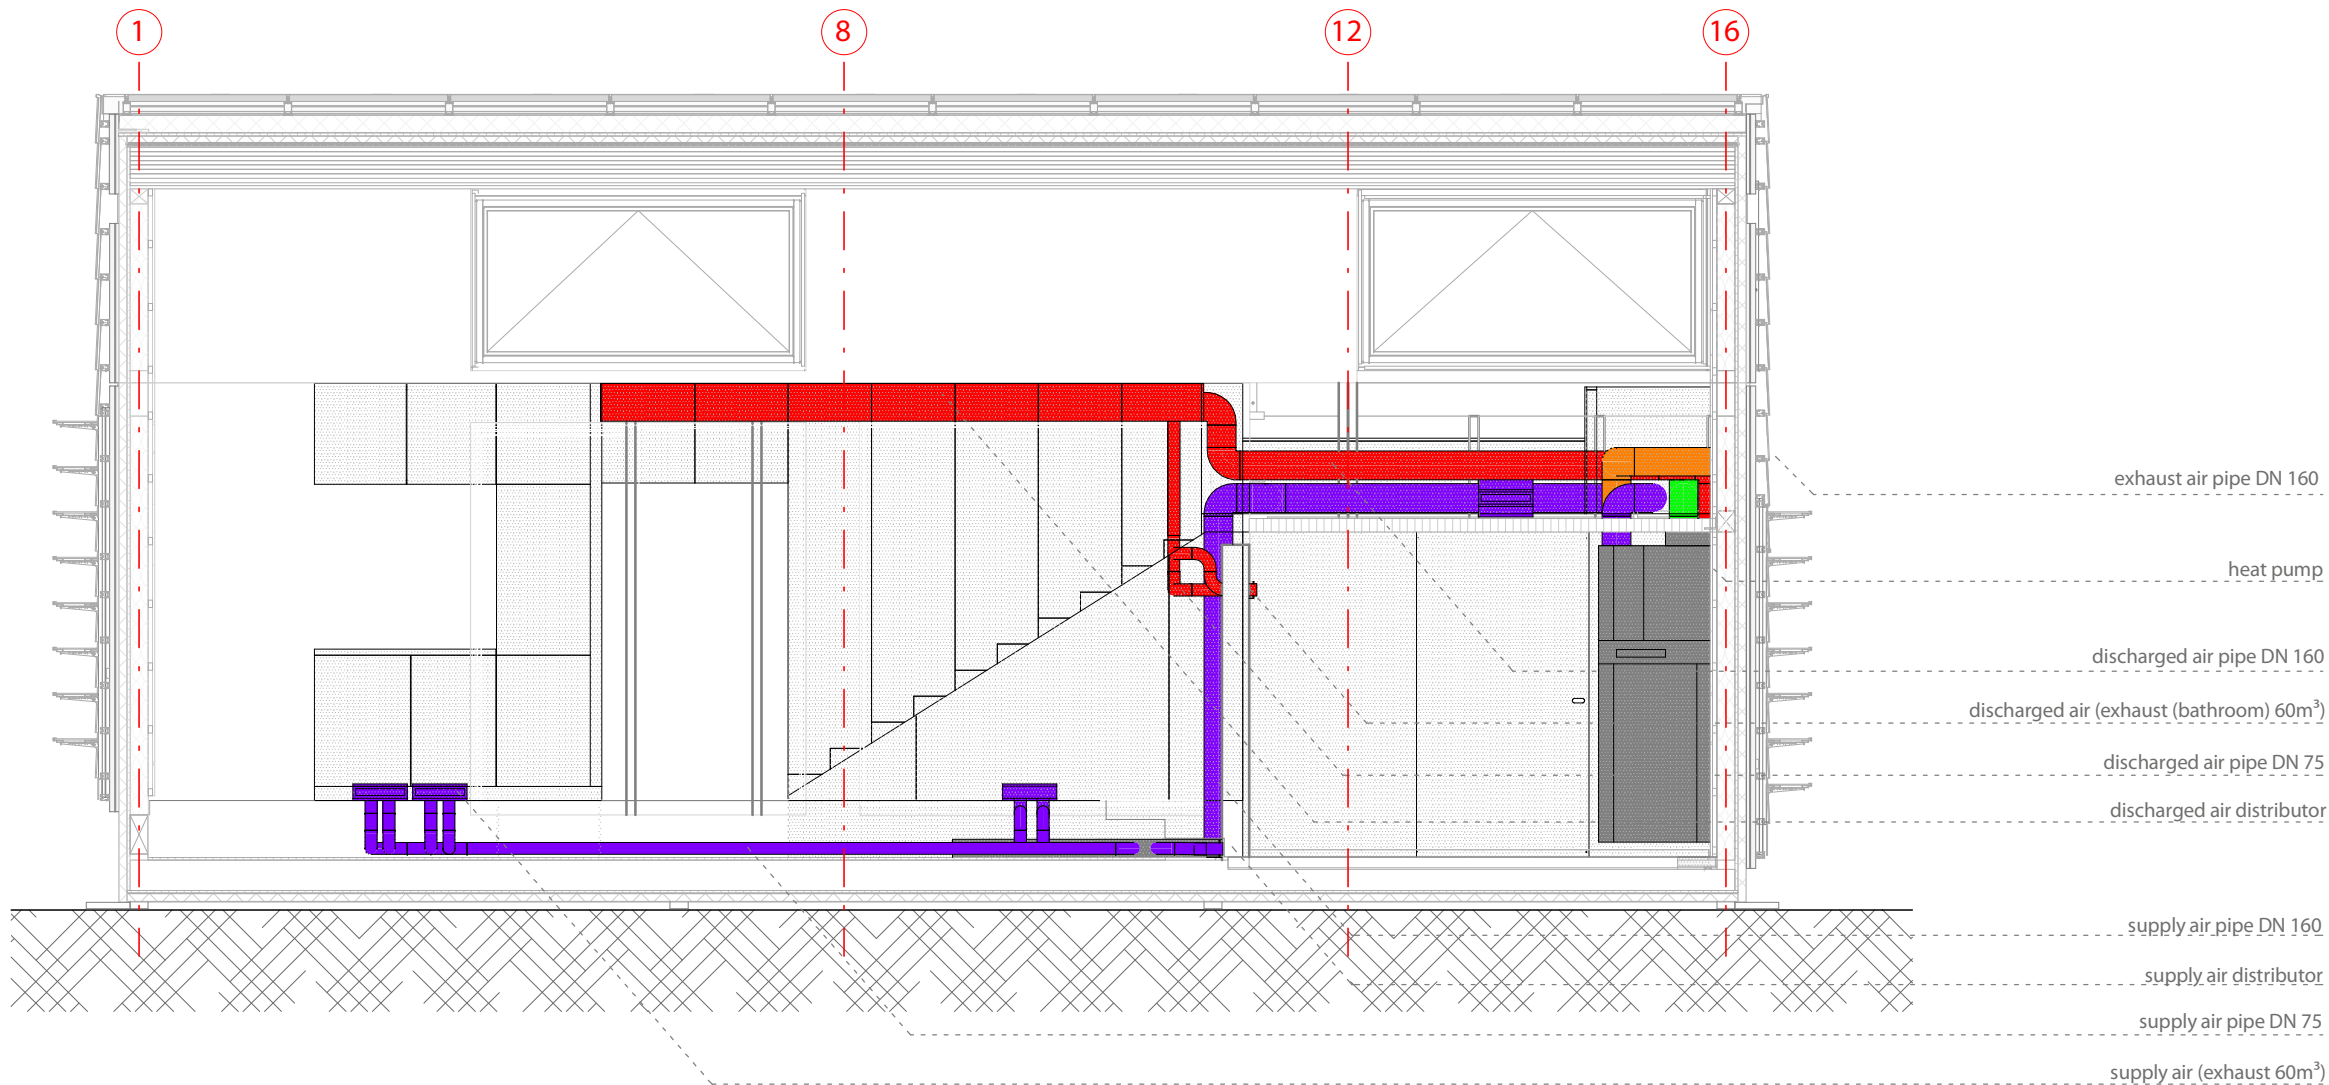 1
8
12
16
exhaust air pipe DN 160
heat pump
discharged air pipe DN 160
discharged air (exhaust (bathroom) 60m³)
discharged air pipe DN 75
discharged air distributor
supply air pipe DN 160
supply air distributor
supply air pipe DN 75
supply air (exhaust 60m³)